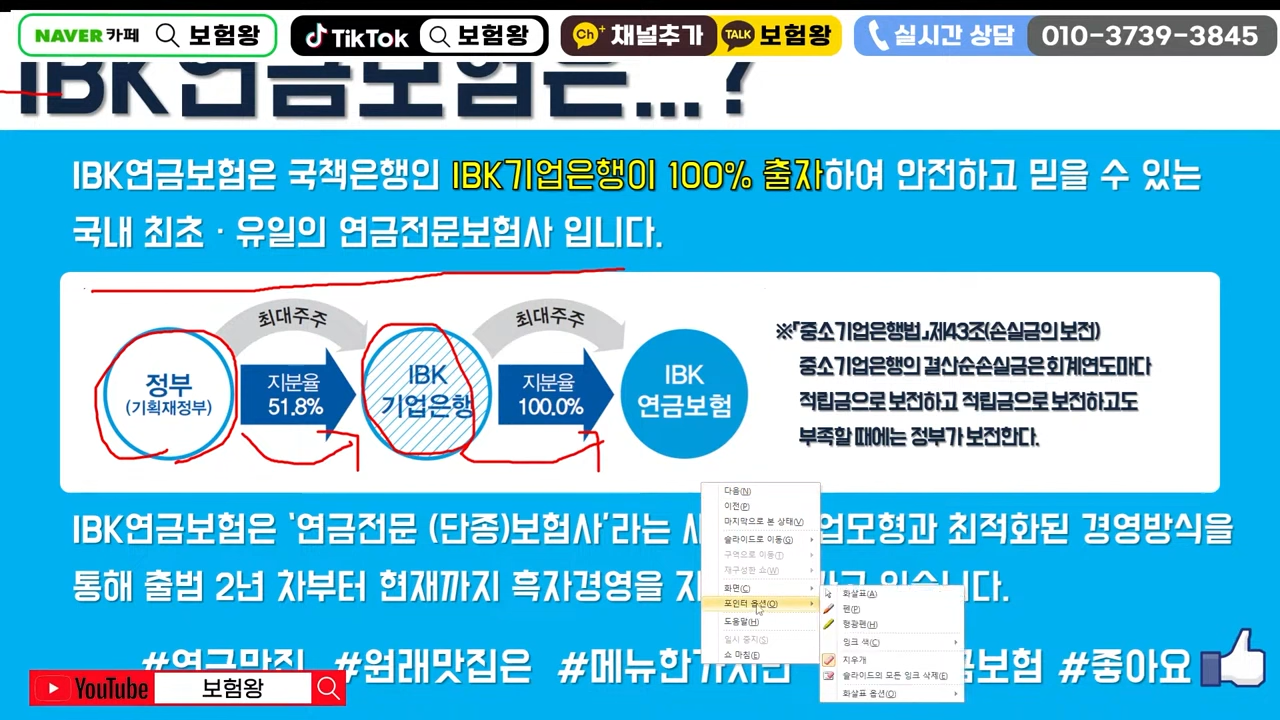 NAVER 카페 보험왕 TikTok 보험왕 Ch 채널추가 TALK 보험왕 실시간 상담 010-3739-3845
IBK연금보험은...?
IBK연금보험은 국책은행인 IBK기업은행이 100% 출자하여 안전하고 믿을 수 있는
국내 최초 · 유일의 연금전문보험사 입니다.
최대주주
최대주주
정부
(기획재정부)
지분율
51.8%
IBK
기업은행
지분율
100.0%
IBK
연금보험
※「중소기업은행법」제43조(손실금의 보전)
중소기업은행의 결산순손실금은 회계연도마다
적립금으로 보전하고 적립금으로 보전하고도
부족할 때에는 정부가 보전한다.
IBK연금보험은 '연금전문 (단종)보험사'라는 업모형과 최적화된 경영방식을
통해 출범 2년 차부터 현재까지 흑자경영을
다음(N)
이전(P)
마지막으로 본 상태(V)
슬라이드로 이동(G)
구역으로 이동(T)
재구성한 쇼(W)
화면(C)
포인터 옵션(O)
도움말(H)
일시 중지(S)
쇼 마침(E)
화살표(A)
펜(P)
형광펜(H)
잉크 색(C)
지우개
슬라이드의 모든 잉크 삭제(E)
화살표 옵션(O)
#연금맛집 #원래맛집은 #메뉴한가지만 금보험 #좋아요
YouTube 보험왕